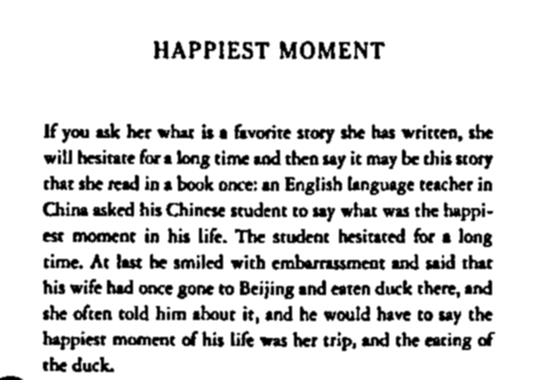 HAPPIEST MOMENT
If you ask her what is a favorite story she has written, she
will hesitate for a long time and then say it may be this story
that she read in a book once: an English language teacher in
China asked his Chinese student to say what was the happi-
est moment in his life. The student hesitated for a long
time. At last he smiled with embarrassment and said that
his wife had once gone to Beijing and eaten duck there, and
she often told him about it, and he would have to say the
happiest moment of his life was her trip, and the eating of
the duck.